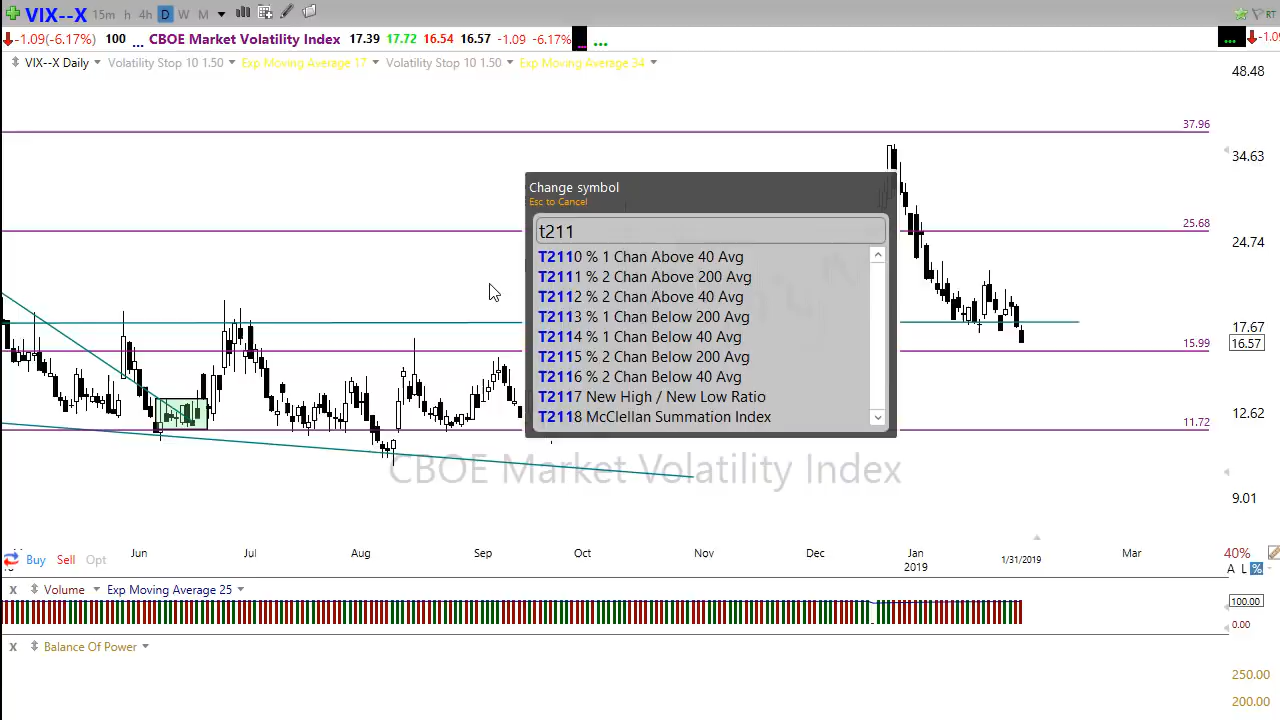 VIX--X 15m h 4h D W M RT
-1.09(-6.17%) 100 ... CBOE Market Volatility Index 17.39 17.72 16.54 16.57 -1.09 -6.17% ... ... ... -1.09
VIX--X Daily Volatility Stop 10 1.50 Exp Moving Average 17 Volatility Stop 10 1.50 Exp Moving Average 34
48.48
37.96
34.63
Change symbol
Esc to Cancel
t211
T2110 % 1 Chan Above 40 Avg
T2111 % 2 Chan Above 200 Avg
T2112 % 2 Chan Above 40 Avg
T2113 % 1 Chan Below 200 Avg
T2114 % 1 Chan Below 40 Avg
T2115 % 2 Chan Below 200 Avg
T2116 % 2 Chan Below 40 Avg
T2117 New High / New Low Ratio
T2118 McClellan Summation Index
25.68
24.74
17.67
16.57
15.99
12.62
11.72
CBOE Market Volatility Index
9.01
Jun Jul Aug Sep Oct Nov Dec Jan Mar
2019 1/31/2019
40%
Buy Sell Opt
A L %
X Volume Exp Moving Average 25
100.00
0.00
X Balance Of Power
250.00
200.00